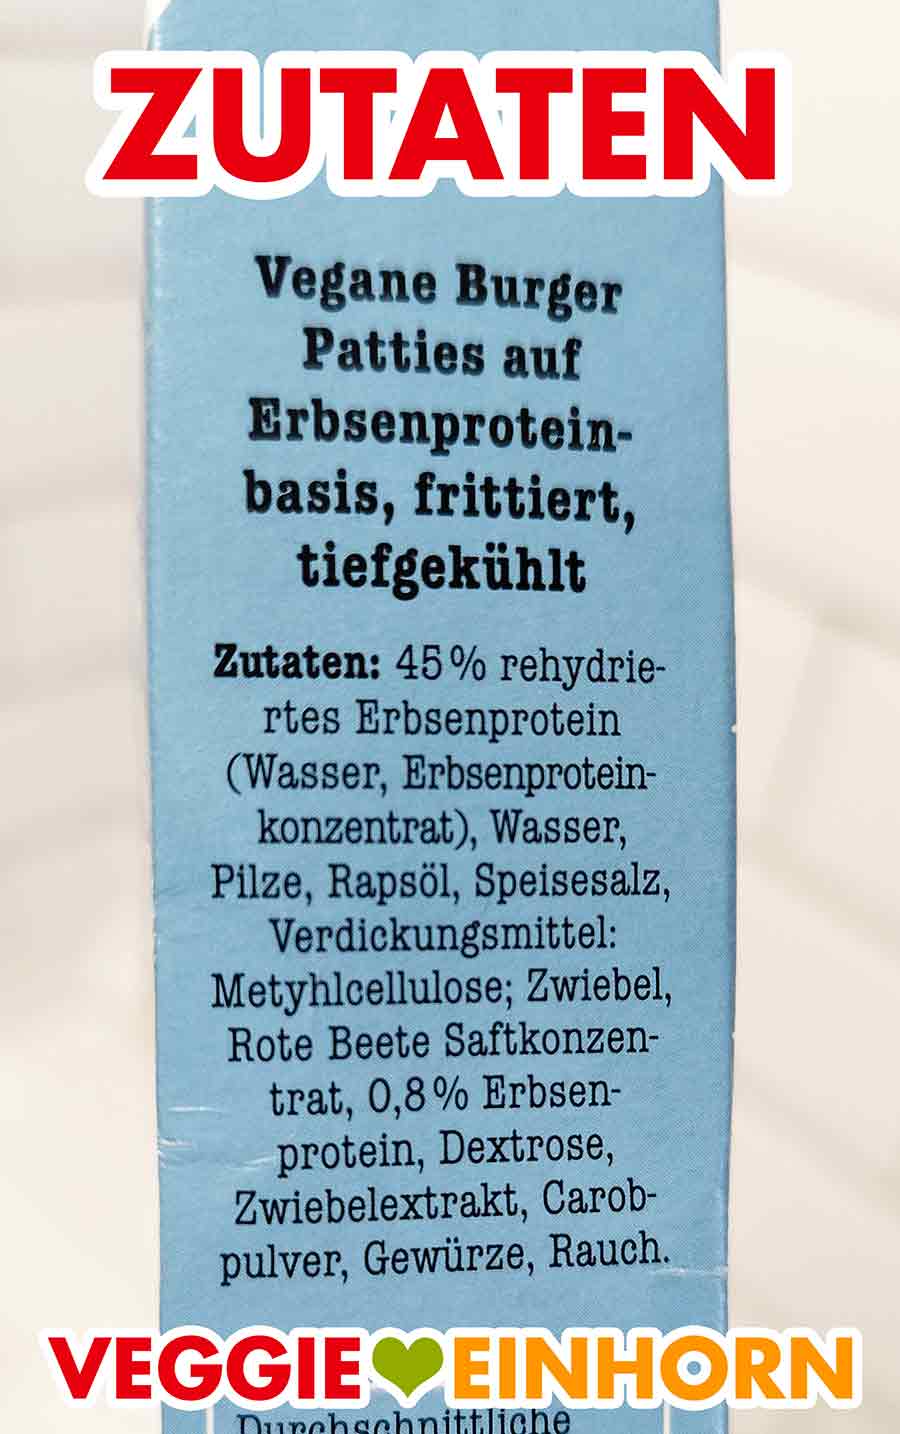 ZUTATEN
Vegane Burger
Patties auf
Erbsenprotein-
basis, frittiert,
tiefgekühlt
Zutaten: 45% rehydrie-
rtes Erbsenprotein
(Wasser, Erbsenprotein-
konzentrat), Wasser,
Pilze, Rapsöl, Speisesalz,
Verdickungsmittel:
Metyhlcellulose; Zwiebel,
Rote Beete Saftkonzen-
trat, 0,8% Erbsen-
protein, Dextrose,
Zwiebelextrakt, Carob-
pulver, Gewürze, Rauch.
VEGGIE EINHORN
Durchschnittliche